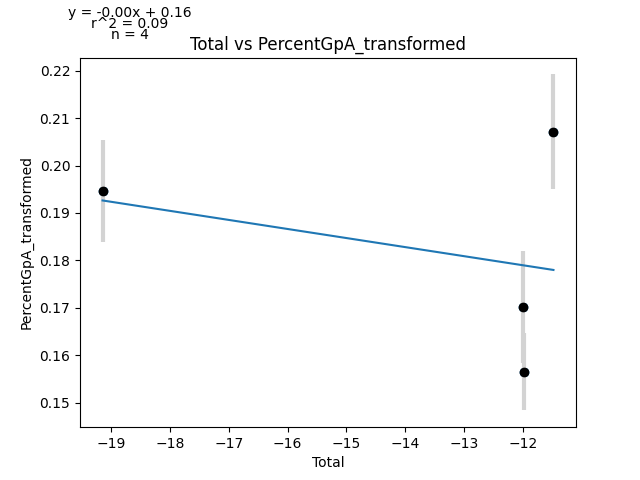 y = -0.00x + 0.16
r^2 = 0.09
n = 4
Total vs PercentGpA_transformed
PercentGpA_transformed
0.22
0.21
0.20
0.19
0.18
0.17
0.16
0.15
−19 −18 −17 −16 −15 −14 −13 −12
Total